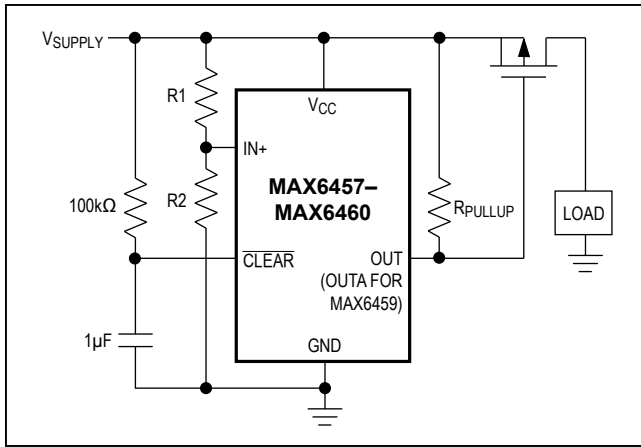 VSUPPLY
R1
VCC
IN+
MAX6457–
MAX6460
R2
100kΩ
RPULLUP
LOAD
CLEAR
OUT
(OUTA FOR
MAX6459)
1µF
GND